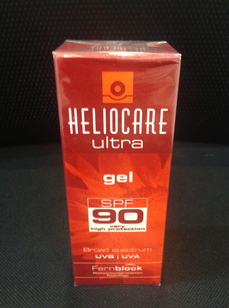 HELIOCARE
ultra
gel
SPF
90
very
high protection
Broad spectrum
UVB | UVA
Fernblock